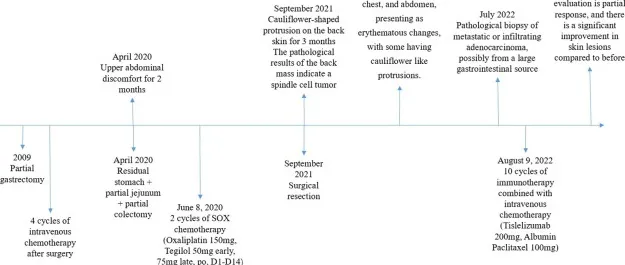 April 2020
Upper abdominal
discomfort for 2
months
September 2021
Cauliflower-shaped
protrusion on the back
skin for 3 months
The pathological
results of the back
mass indicate a
spindle cell tumor
chest, and abdomen,
presenting as
erythematous changes,
with some having
cauliflower like
protrusions.
July 2022
Pathological biopsy of
metastatic or infiltrating
adenocarcinoma,
possibly from a large
gastrointestinal source
evaluation is partial
response, and there
is a significant
improvement in
skin lesions
compared to before
2009
Partial
gastrectomy
4 cycles of
intravenous
chemotherapy
after surgery
April 2020
Residual
stomach +
partial jejunum
+ partial
colectomy
June 8, 2020
2 cycles of SOX
chemotherapy
(Oxaliplatin 150mg,
Tegilol 50mg early,
75mg late, po, D1-D14)
September
2021
Surgical
resection
August 9, 2022
10 cycles of
immunotherapy
combined with
intravenous
chemotherapy
(Tislelizumab
200mg, Albumin
Paclitaxel 100mg)